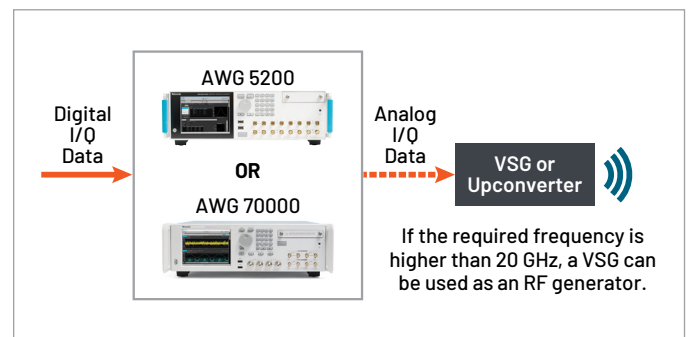 AWG 5200
Digital
I/Q
Data
OR
AWG 70000
Analog
I/Q
Data
VSG or
Upconverter
If the required frequency is
higher than 20 GHz, a VSG can
be used as an RF generator.